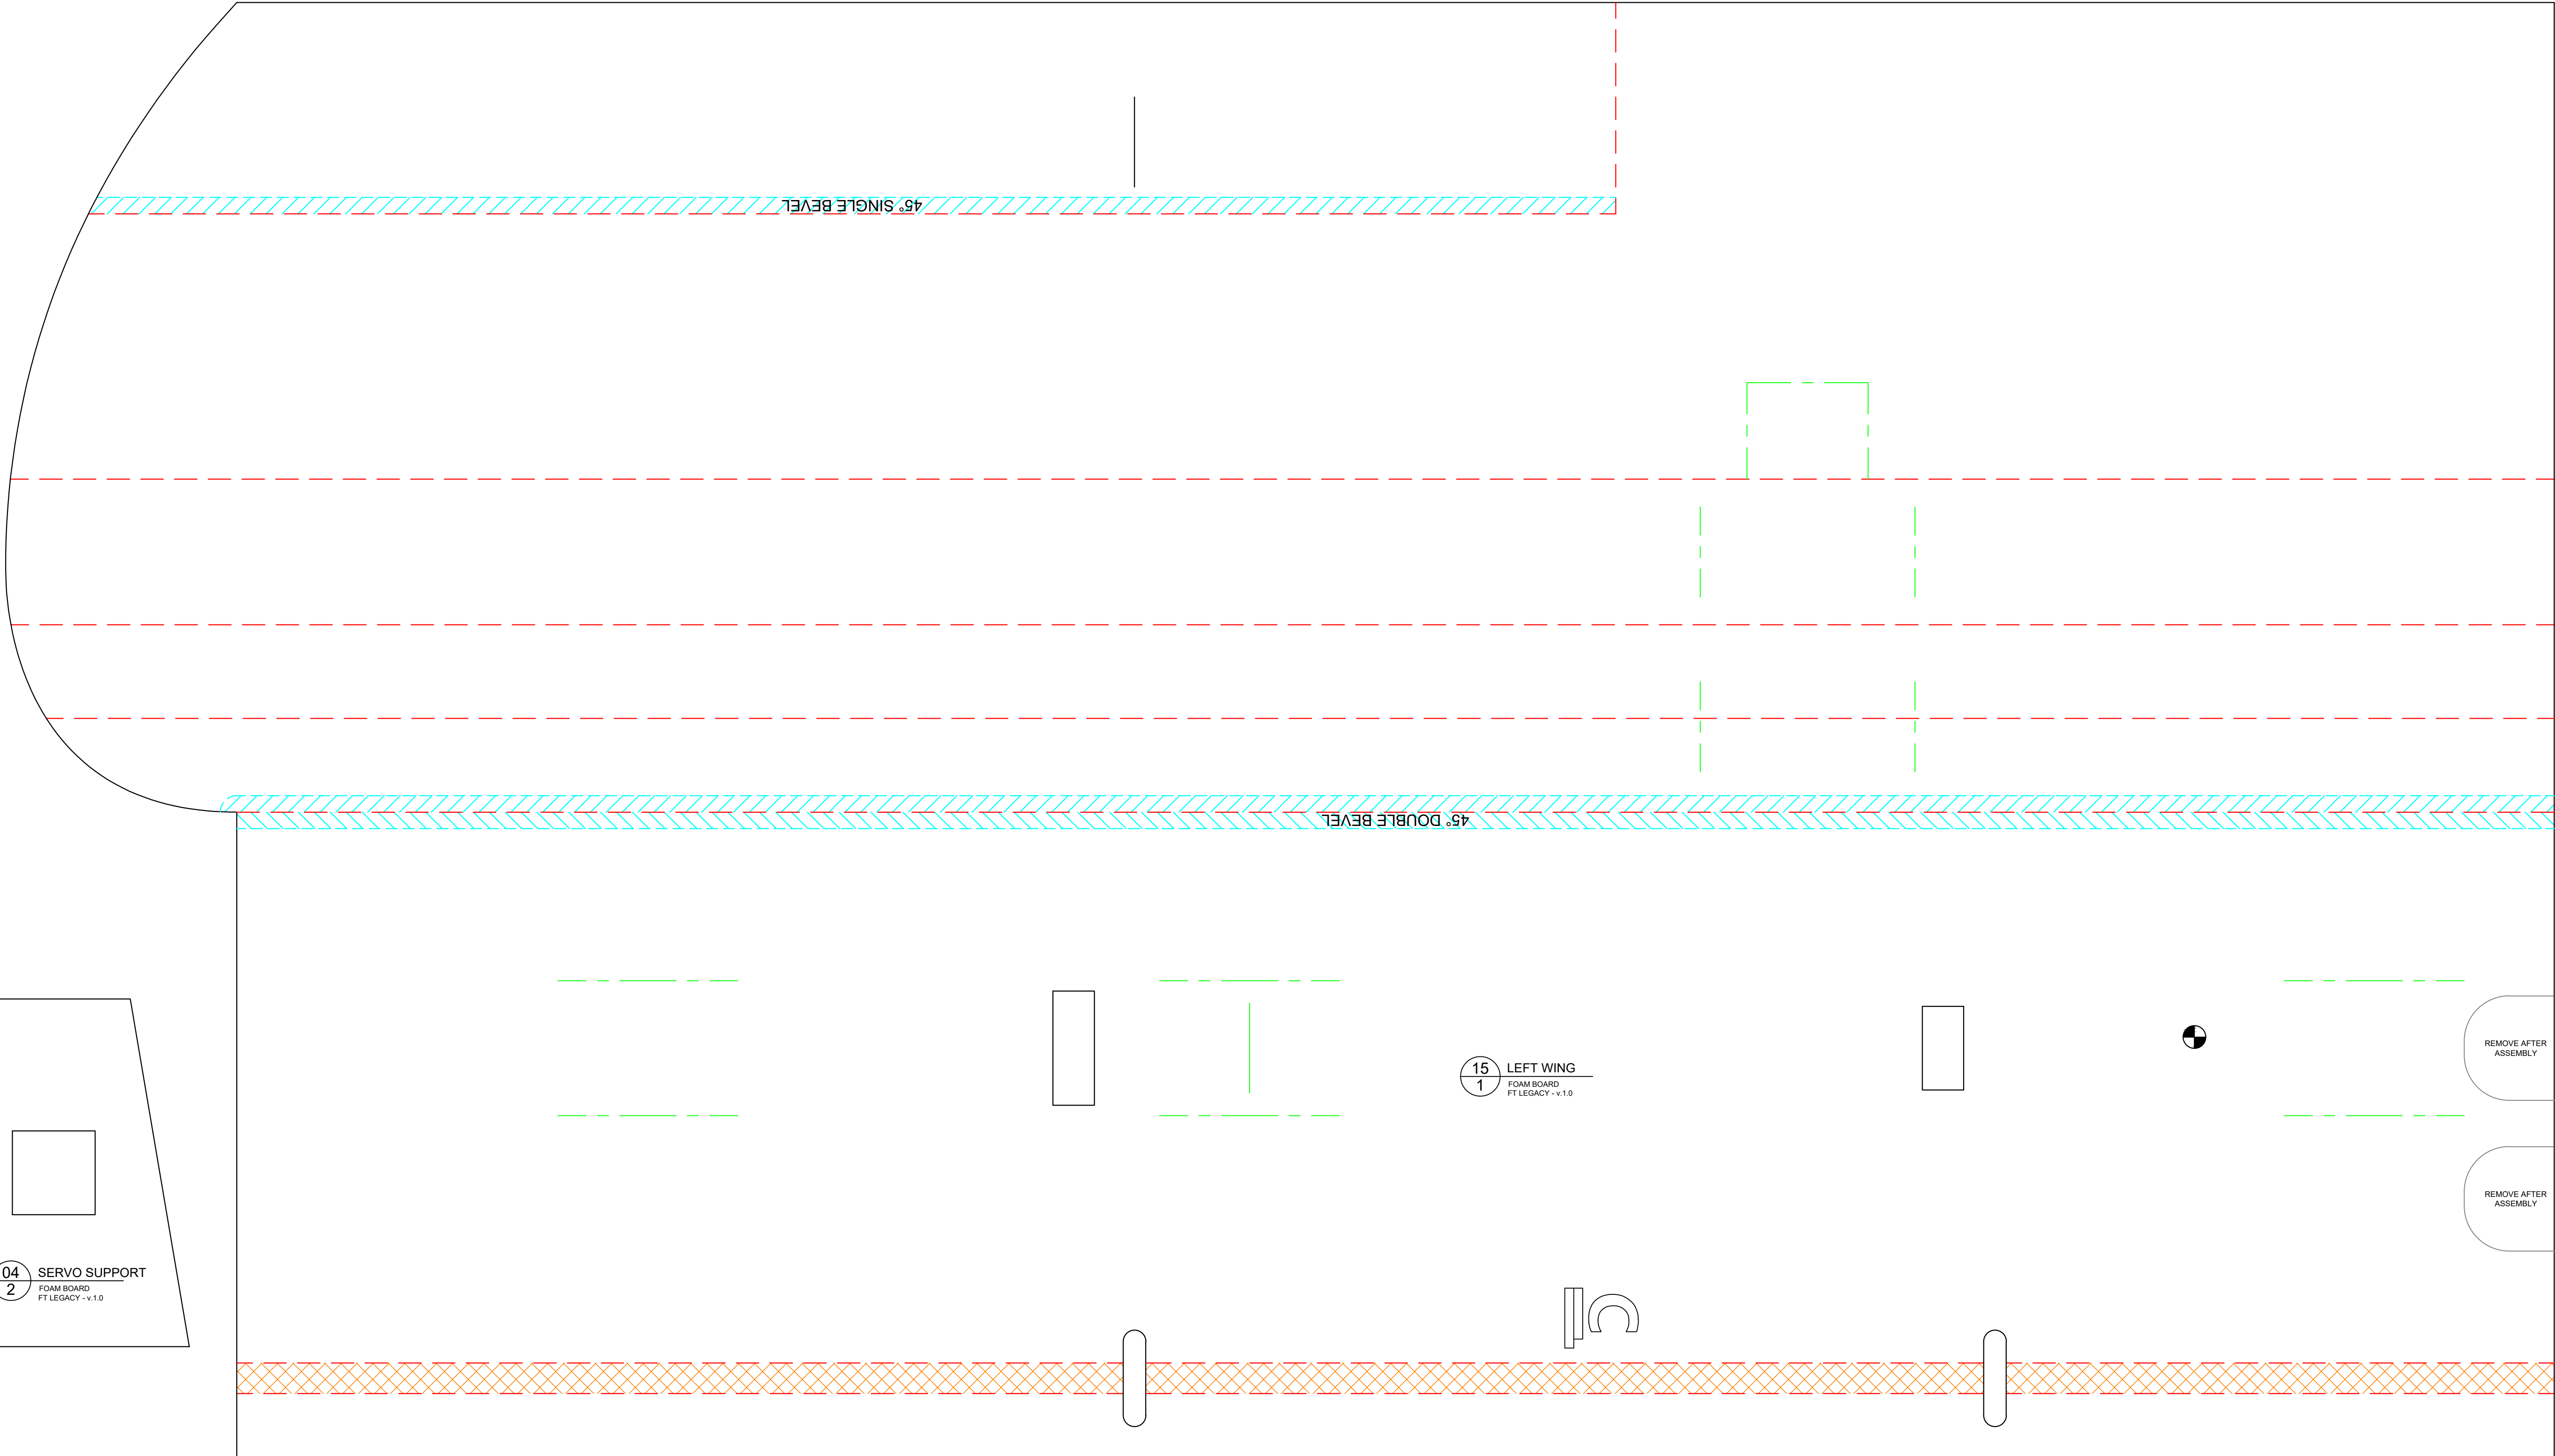 45° SINGLE BEVEL
45° DOUBLE BEVEL
REMOVE AFTER
ASSEMBLY
15
1
LEFT WING
FOAM BOARD
FT LEGACY - v.1.0
REMOVE AFTER
ASSEMBLY
04
2
SERVO SUPPORT
FOAM BOARD
FT LEGACY - v.1.0